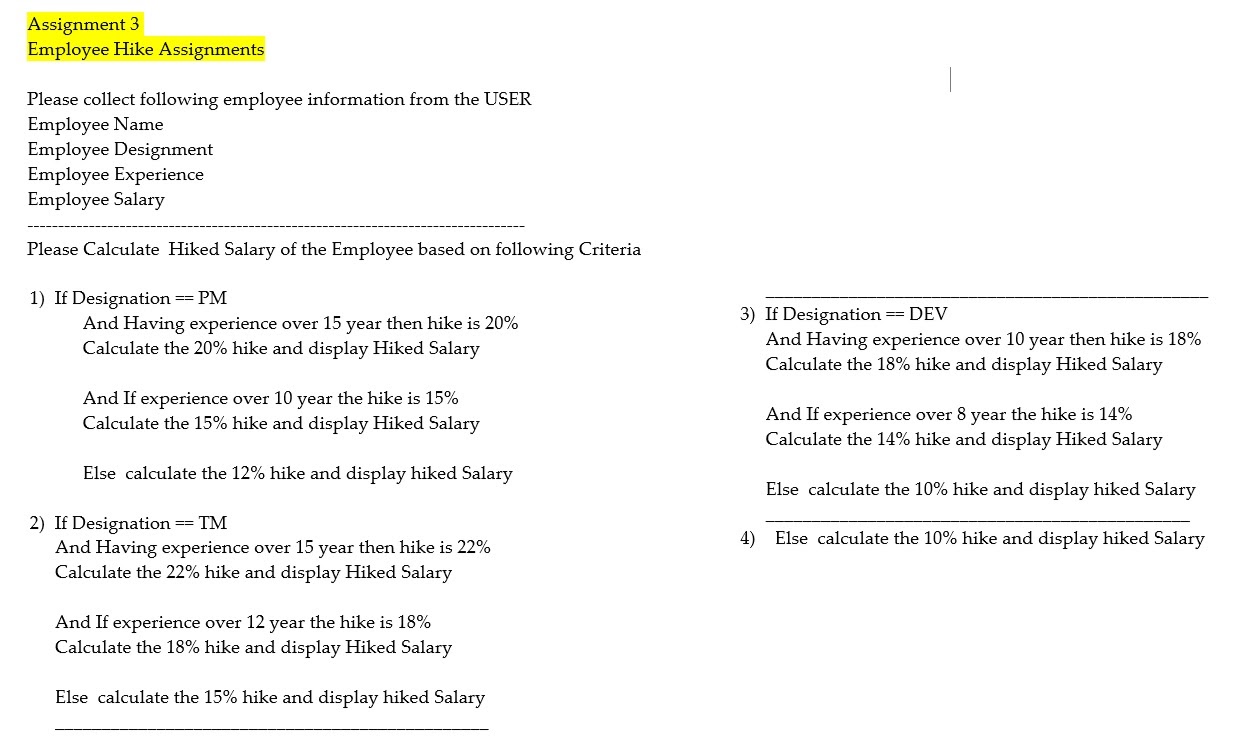 Assignment 3
Employee Hike Assignments
Please collect following employee information from the USER
Employee Name
Employee Designment
Employee Experience
Employee Salary
--------------------------------------------------------------------------------
Please Calculate  Hiked Salary of the Employee based on following Criteria
1) If Designation == PM
And Having experience over 15 year then hike is 20%
Calculate the 20% hike and display Hiked Salary
And If experience over 10 year the hike is 15%
Calculate the 15% hike and display Hiked Salary
Else  calculate the 12% hike and display hiked Salary
2) If Designation == TM
And Having experience over 15 year then hike is 22%
Calculate the 22% hike and display Hiked Salary
And If experience over 12 year the hike is 18%
Calculate the 18% hike and display Hiked Salary
Else  calculate the 15% hike and display hiked Salary
3) If Designation == DEV
And Having experience over 10 year then hike is 18%
Calculate the 18% hike and display Hiked Salary
And If experience over 8 year the hike is 14%
Calculate the 14% hike and display Hiked Salary
Else  calculate the 10% hike and display hiked Salary
4) Else  calculate the 10% hike and display hiked Salary